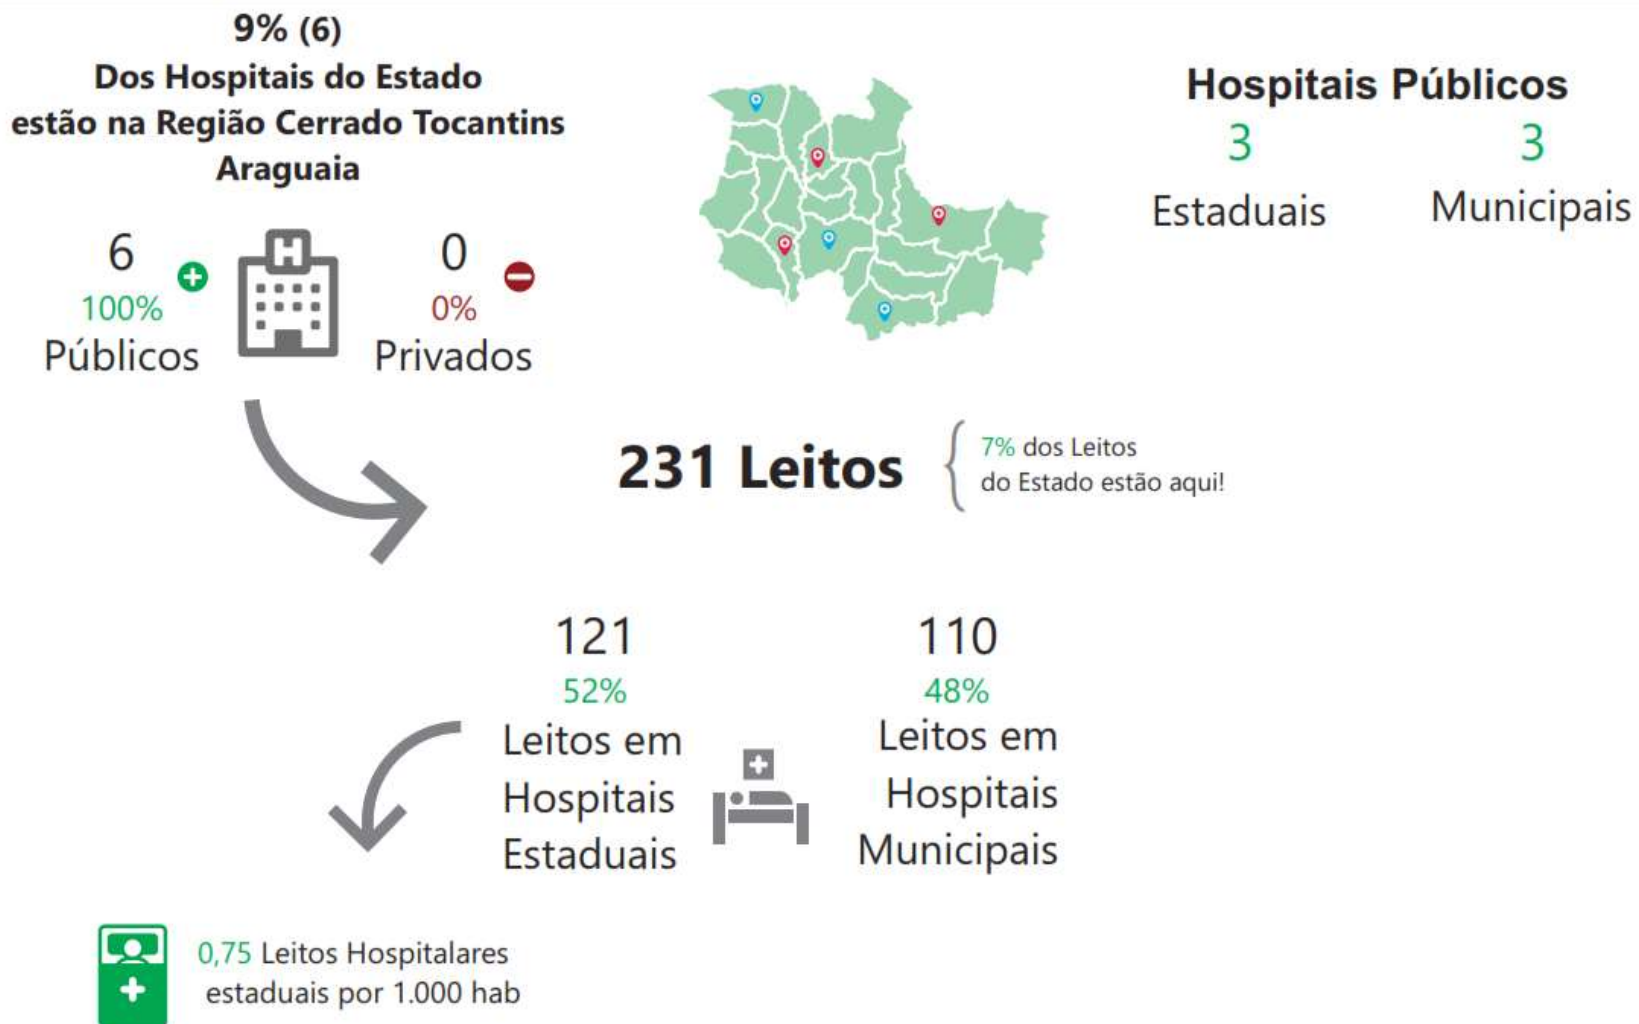 9% (6)
Dos Hospitais do Estado
estão na Região Cerrado Tocantins
Araguaia
6
100%
Públicos
H
0
0%
Privados
Hospitais Públicos
3
Estaduais
3
Municipais
231 Leitos
7% dos Leitos
do Estado estão aqui!
121
52%
Leitos em
Hospitais
Estaduais
110
48%
Leitos em
Hospitais
Municipais
0,75 Leitos Hospitalares
estaduais por 1.000 hab